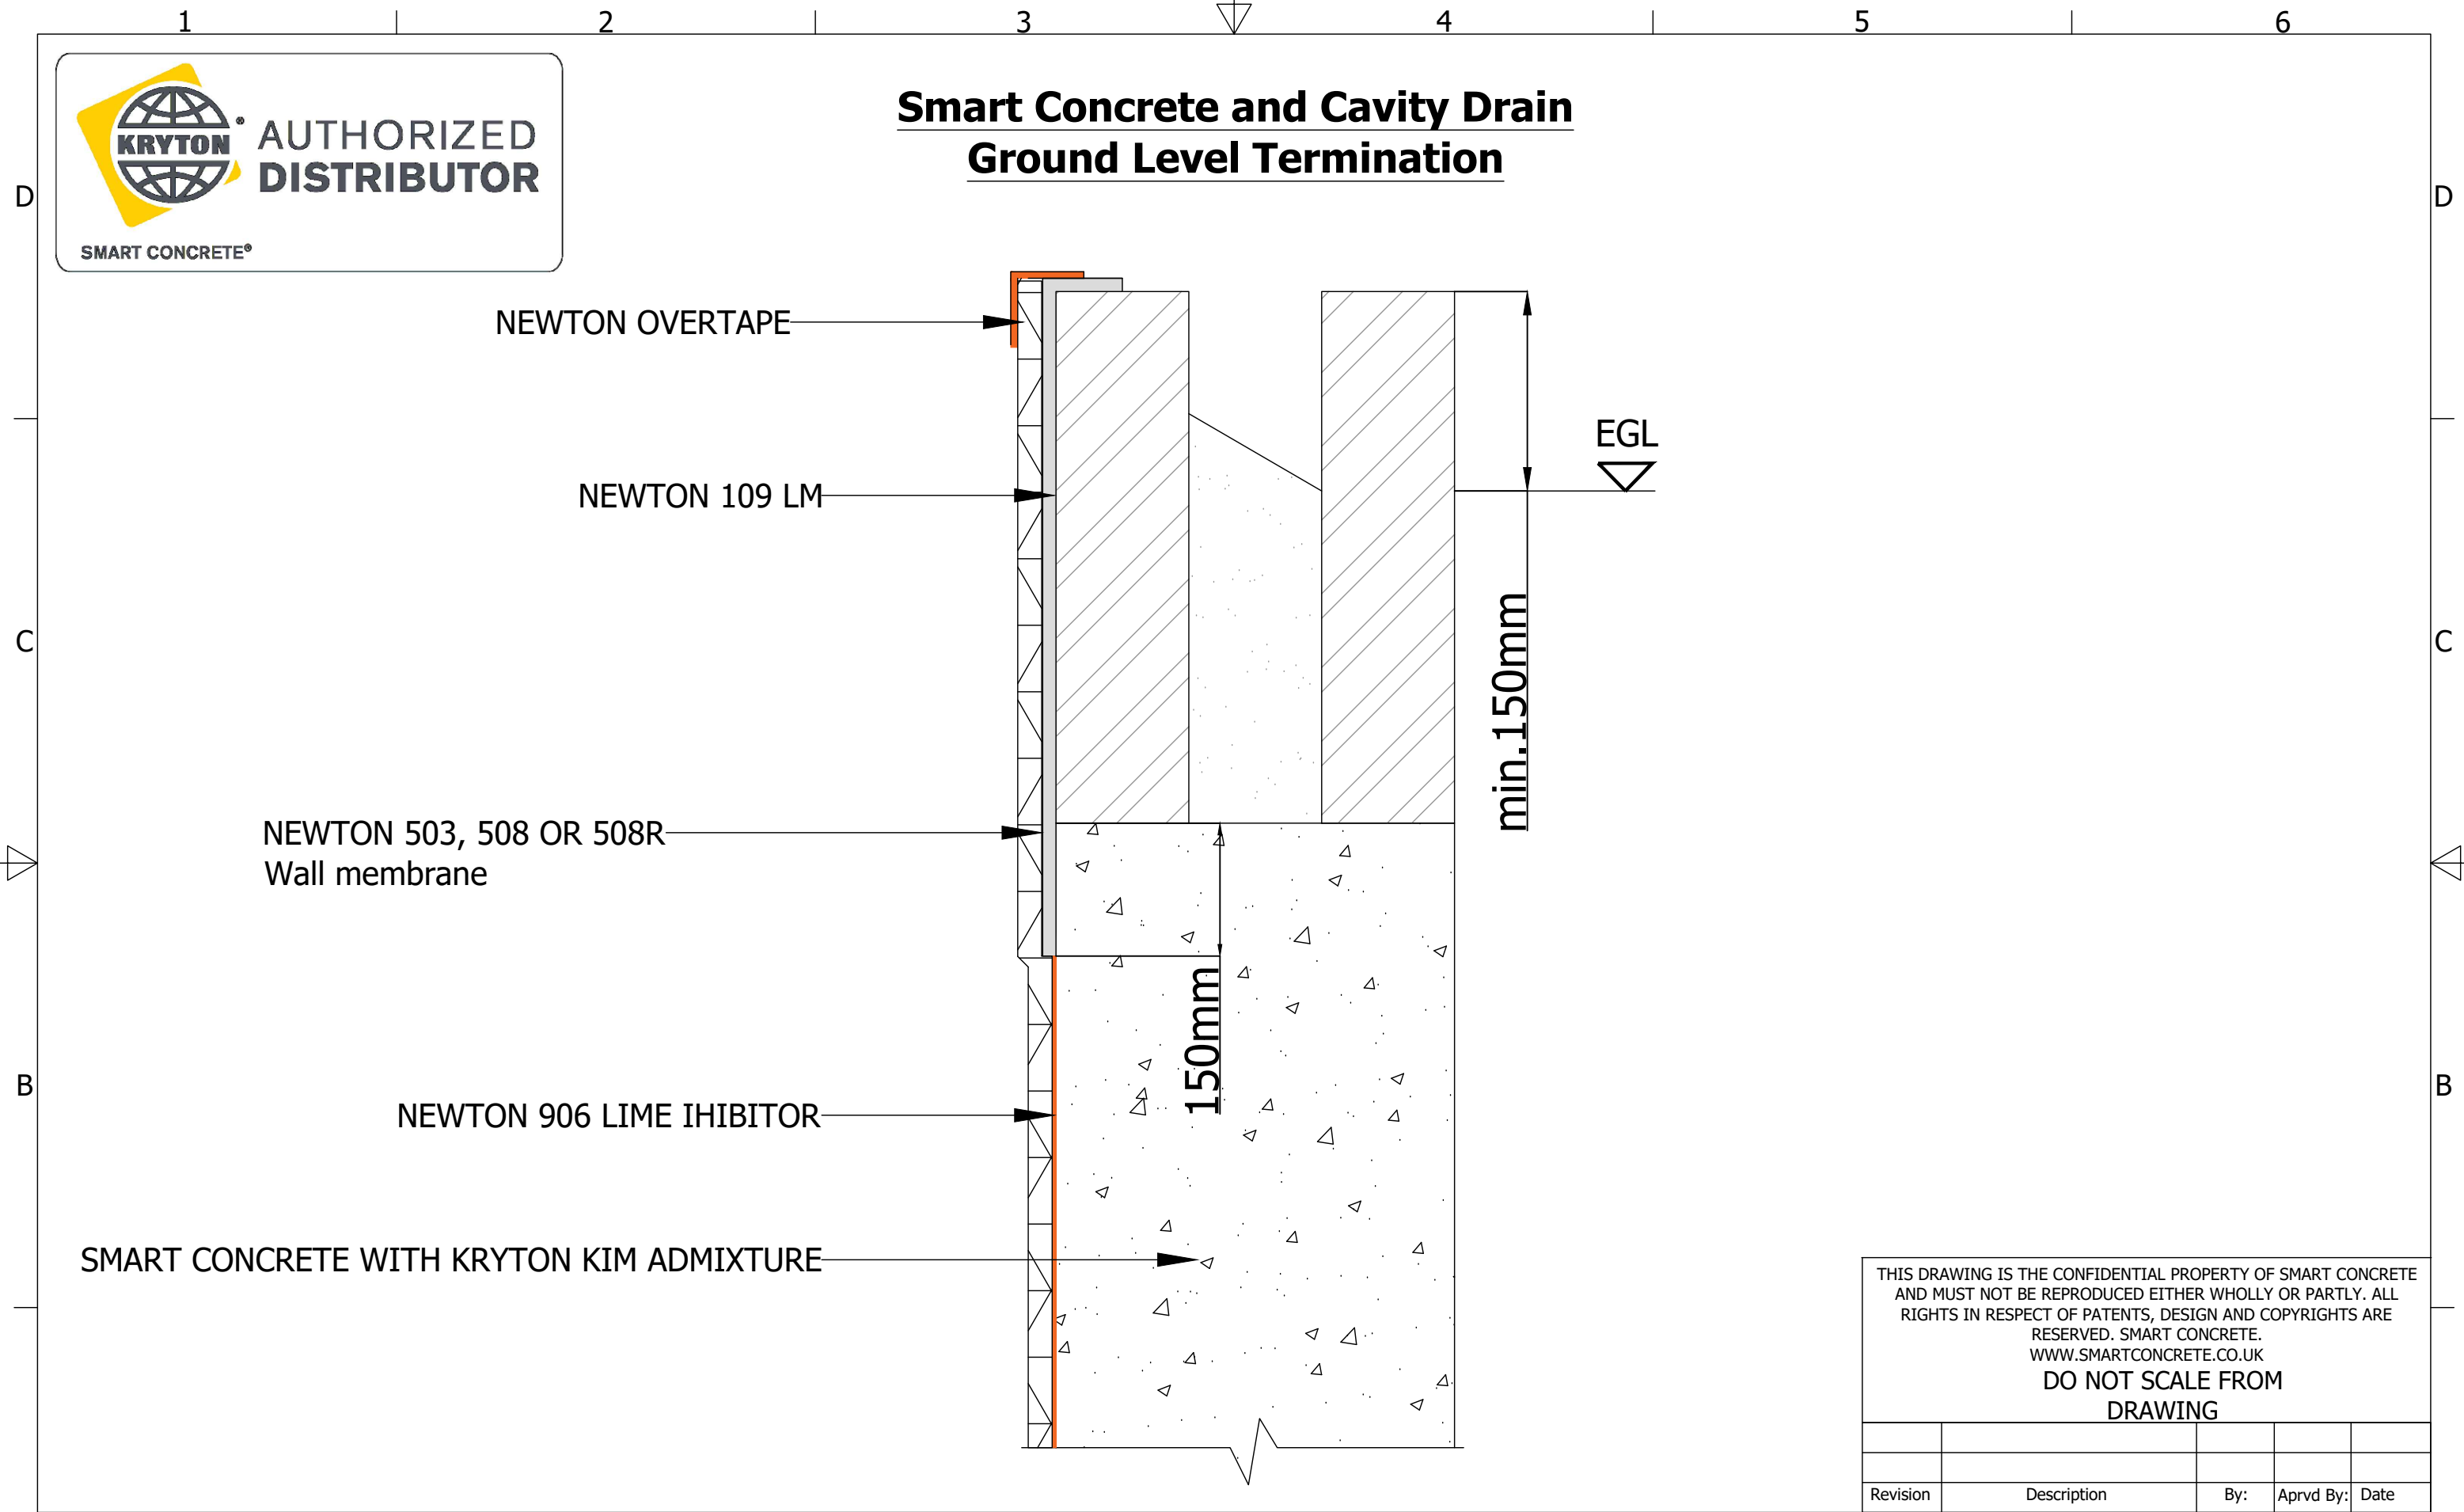 1 2 3 4 5 6
KRYTON ®
AUTHORIZED
DISTRIBUTOR
SMART CONCRETE®
Smart Concrete and Cavity Drain
Ground Level Termination
D D
NEWTON OVERTAPE
EGL
NEWTON 109 LM
C C
min.150mm
NEWTON 503, 508 OR 508R
Wall membrane
150mm
B B
NEWTON 906 LIME IHIBITOR
SMART CONCRETE WITH KRYTON KIM ADMIXTURE
THIS DRAWING IS THE CONFIDENTIAL PROPERTY OF SMART CONCRETE
AND MUST NOT BE REPRODUCED EITHER WHOLLY OR PARTLY. ALL
RIGHTS IN RESPECT OF PATENTS, DESIGN AND COPYRIGHTS ARE
RESERVED. SMART CONCRETE.
WWW.SMARTCONCRETE.CO.UK
DO NOT SCALE FROM
DRAWING
Revision Description By: Aprvd By: Date